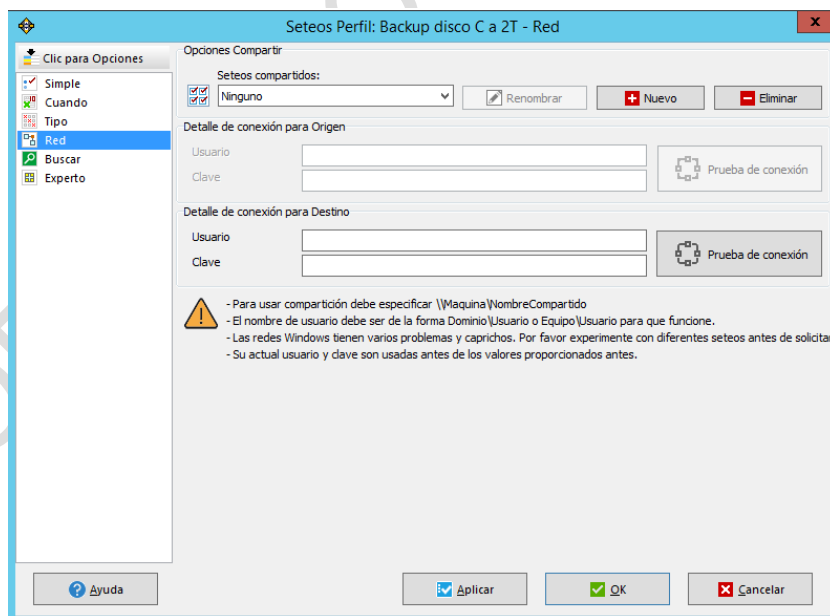 Seteos Perfil: Backup disco C a 2T - Red
x
Clic para Opciones
Simple
Cuando
Tipo
Red
Buscar
Experto
Opciones Compartir
Seteos compartidos:
Ninguno
Renombrar
Nuevo
Eliminar
Detalle de conexión para Origen
Usuario
Clave
Prueba de conexión
Detalle de conexión para Destino
Usuario
Clave
Prueba de conexión
- Para usar compartición debe especificar \\Maquina\NombreCompartido
- El nombre de usuario debe ser de la forma Dominio\Usuario o Equipo\Usuario para que funcione.
- Las redes Windows tienen varios problemas y caprichos. Por favor experimente con diferentes seteos antes de solicita
- Su actual usuario y clave son usadas antes de los valores proporcionados antes.
Ayuda
Aplicar
OK
Cancelar